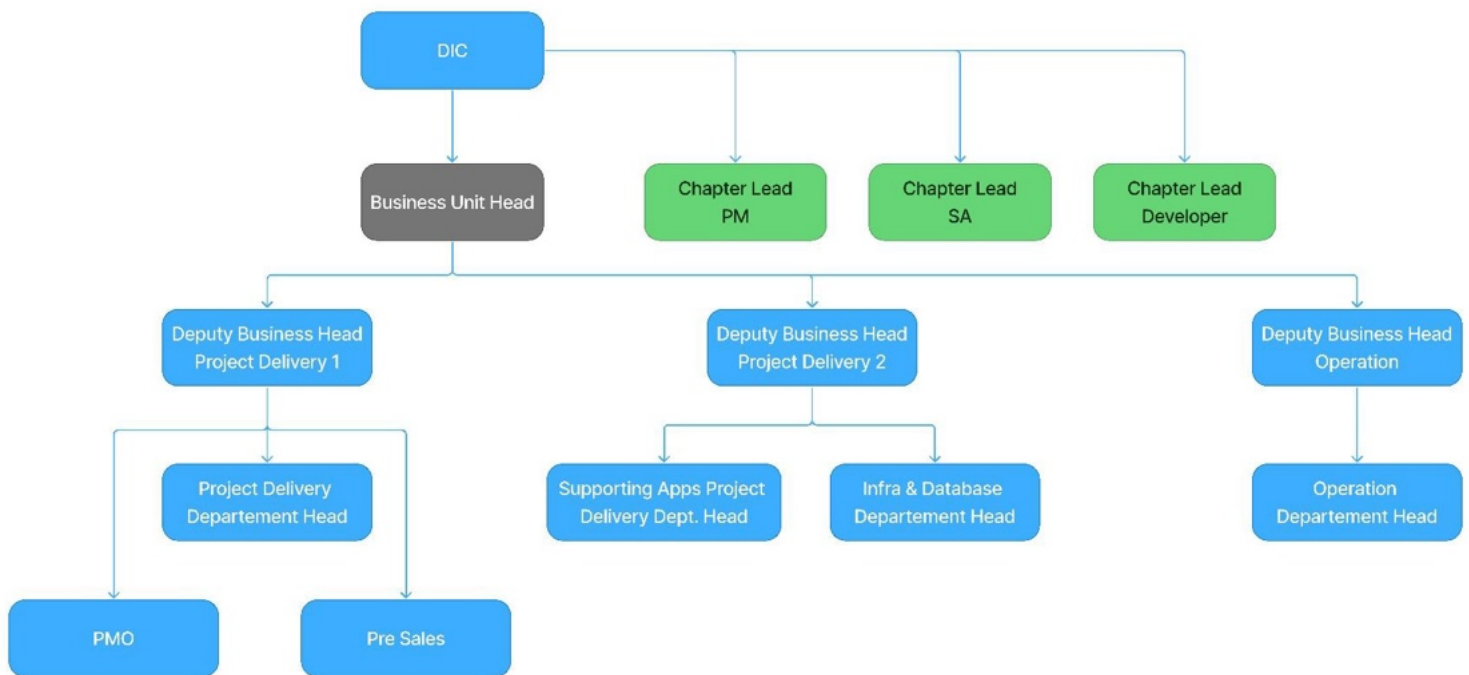 DIC
Business Unit Head
Chapter Lead
PM
Chapter Lead
SA
Chapter Lead
Developer
Deputy Business Head
Project Delivery 1
Deputy Business Head
Project Delivery 2
Deputy Business Head
Operation
Project Delivery
Departement Head
Supporting Apps Project
Delivery Dept. Head
Infra & Database
Departement Head
Operation
Departement Head
PMO
Pre Sales